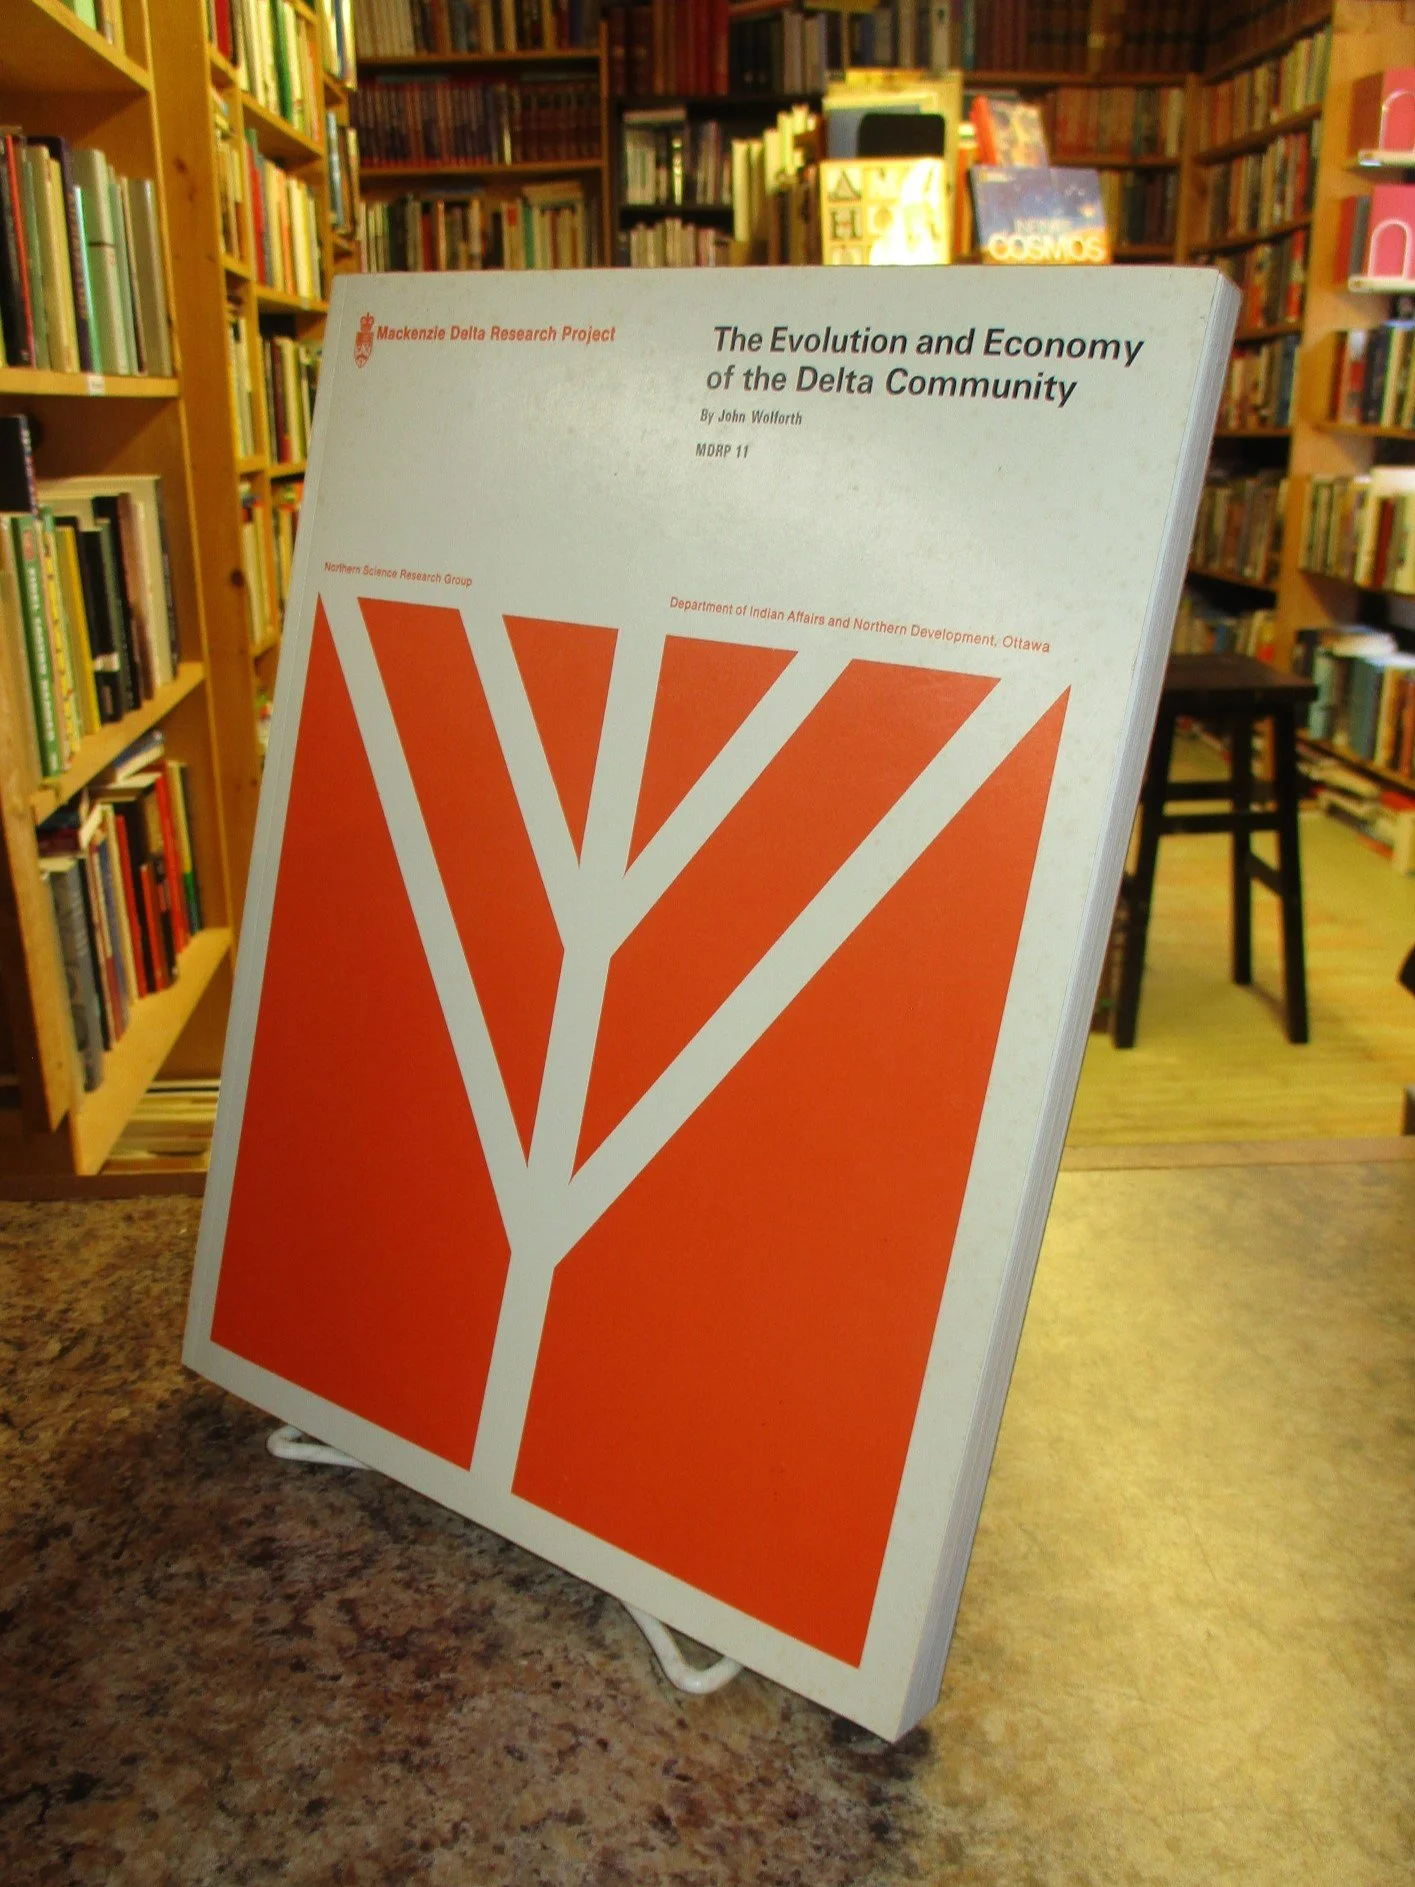 Mackenzie Delta Research Project
The Evolution and Economy
of the Delta Community
By John Wolforth
MDRP 11
Northern Science Research Group
Department of Indian Affairs and Northern Development, Ottawa
COSMOS